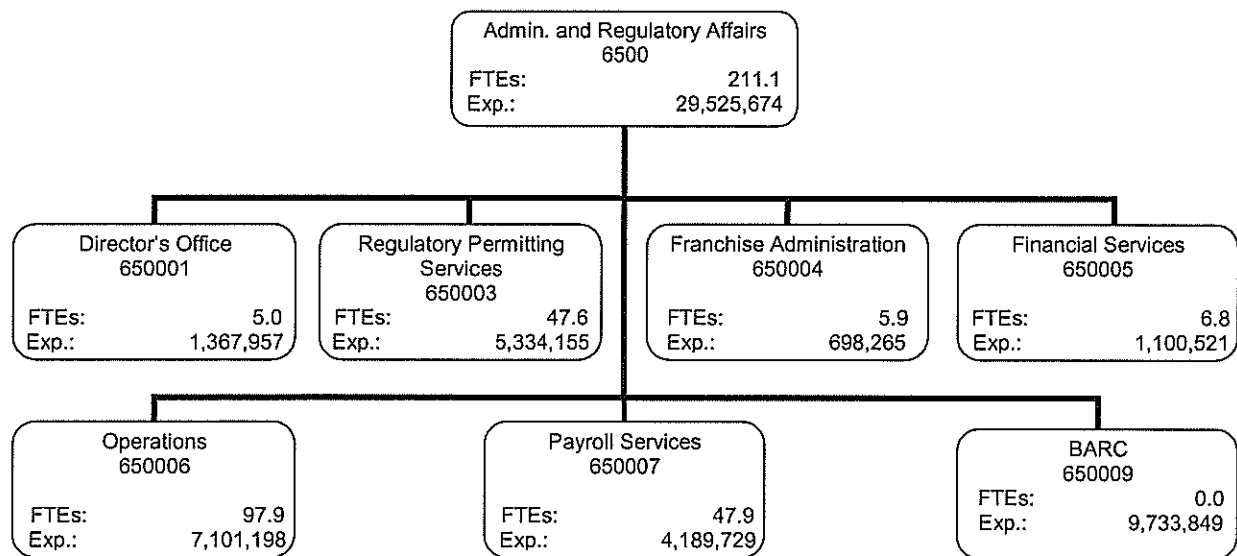 Admin. and Regulatory Affairs
6500
FTEs: 211.1
Exp.: 29,525,674
Director's Office
650001
FTEs: 5.0
Exp.: 1,367,957
Regulatory Permitting
Services
650003
FTEs: 47.6
Exp.: 5,334,155
Franchise Administration
650004
FTEs: 5.9
Exp.: 698,265
Financial Services
650005
FTEs: 6.8
Exp.: 1,100,521
Operations
650006
FTEs: 97.9
Exp.: 7,101,198
Payroll Services
650007
FTEs: 47.9
Exp.: 4,189,729
BARC
650009
FTEs: 0.0
Exp.: 9,733,849